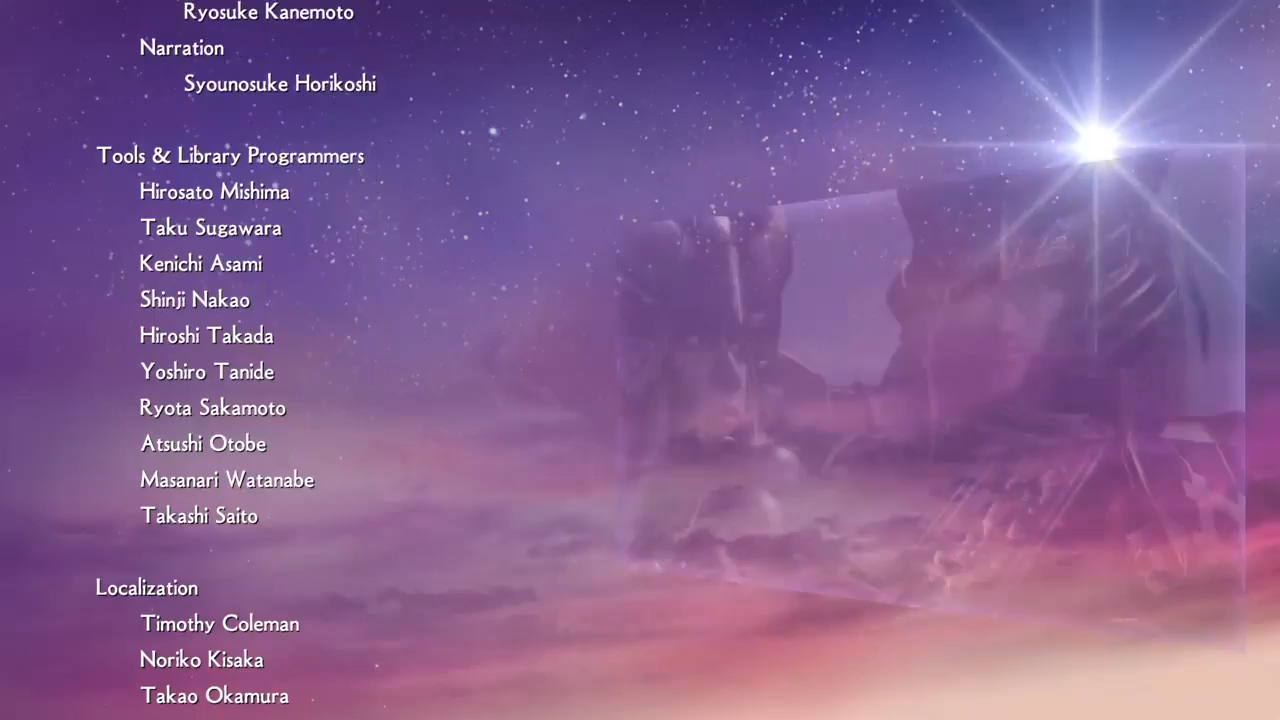 Ryosuke Kanemoto
Narration
Syounosuke Horikoshi
Tools & Library Programmers
Hirosato Mishima
Taku Sugawara
Kenichi Asami
Shinji Nakao
Hiroshi Takada
Yoshiro Tanide
Ryota Sakamoto
Atsushi Otobe
Masanari Watanabe
Takashi Saito
Localization
Timothy Coleman
Noriko Kisaka
Takao Okamura